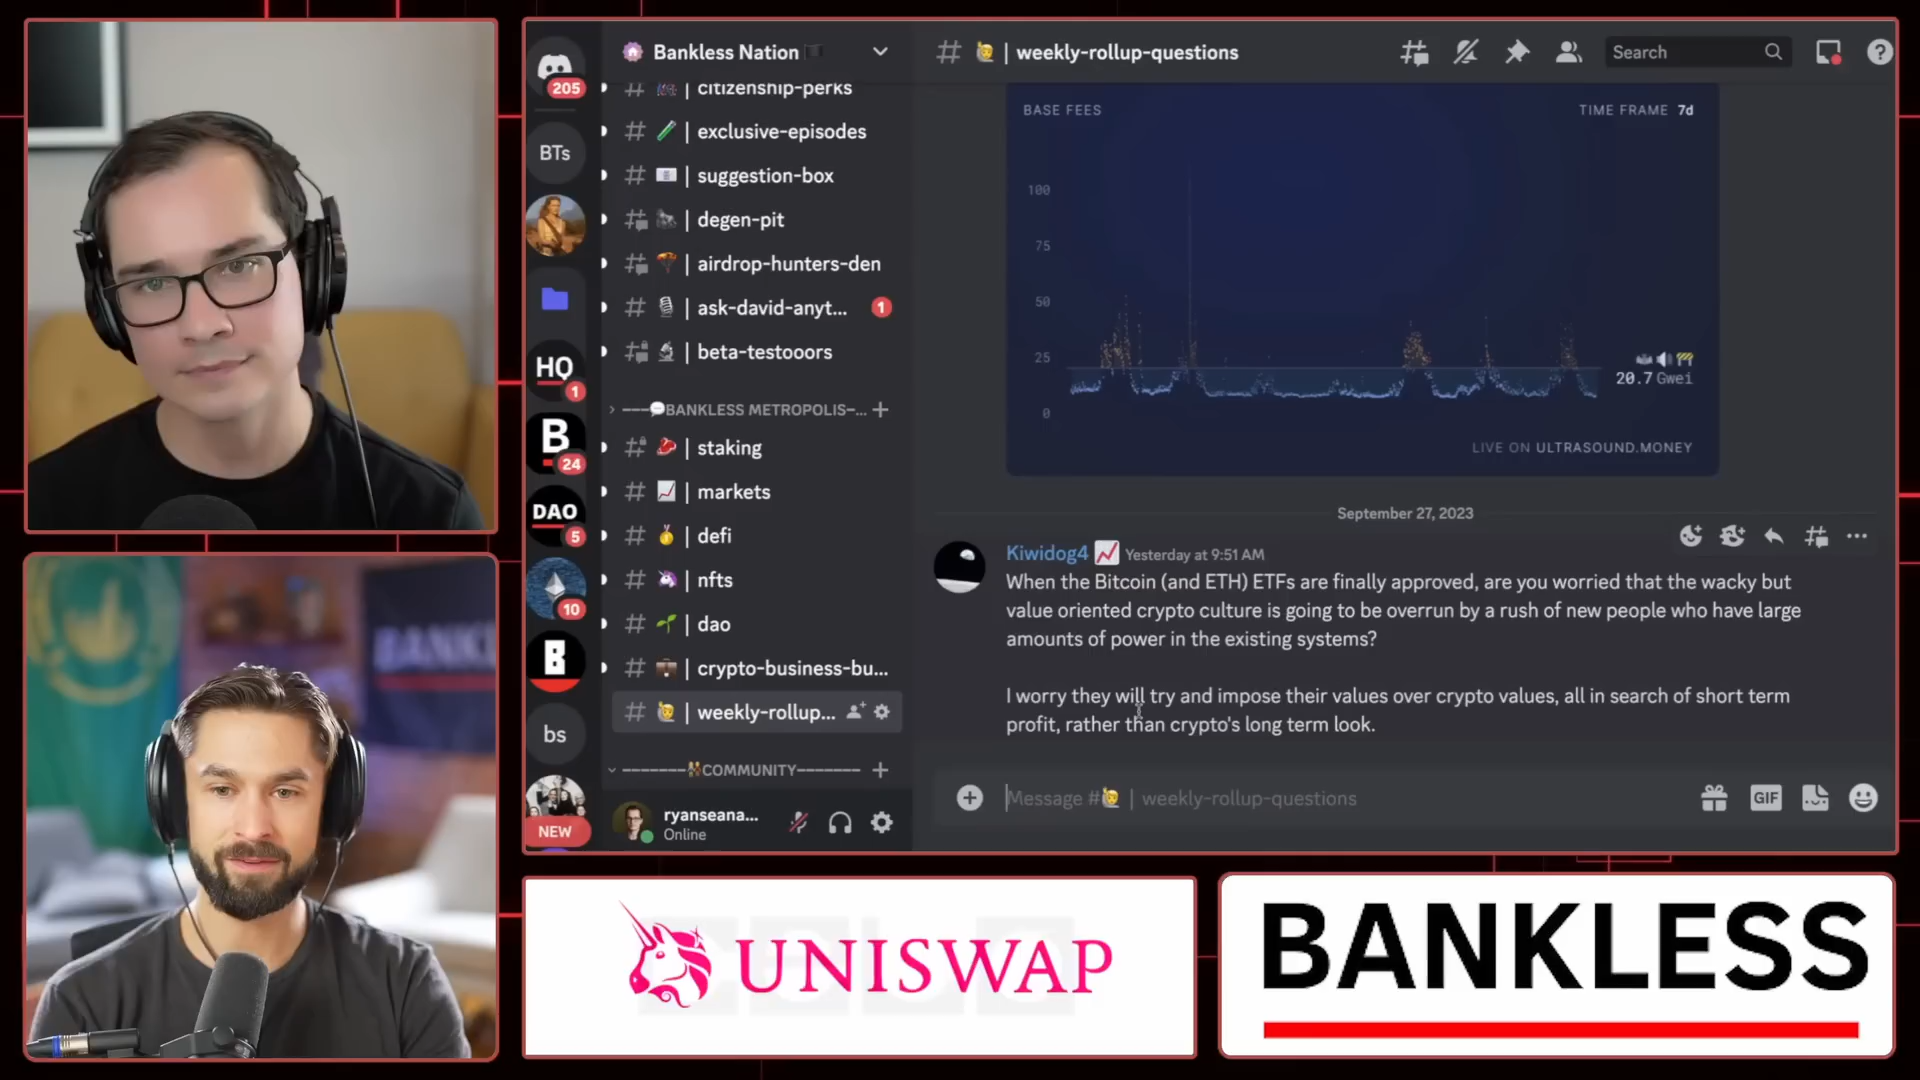 205
BTs
HQ
1
B
24
DAO
5
10
B
bs
NEW
Bankless Nation
# | citizenship-perks
# | exclusive-episodes
# | suggestion-box
# | degen-pit
# | airdrop-hunters-den
# | ask-david-anyt... 1
# | beta-testooors
---BANKLESS METROPOLIS-... +
# | staking
# | markets
# | defi
# | nfts
# | dao
# | crypto-business-bu...
# | weekly-rollup...
-------COMMUNITY------- +
ryanseana...
Online
# | weekly-rollup-questions
Search
BASE FEES
TIME FRAME 7d
100
75
50
25
0
20.7 Gwei
LIVE ON ULTRASOUND.MONEY
September 27, 2023
Kiwidog4 Yesterday at 9:51 AM
When the Bitcoin (and ETH) ETFs are finally approved, are you worried that the wacky but
value oriented crypto culture is going to be overrun by a rush of new people who have large
amounts of power in the existing systems?
I worry they will try and impose their values over crypto values, all in search of short term
profit, rather than crypto's long term look.
Message # | weekly-rollup-questions
GIF
UNISWAP
BANKLESS